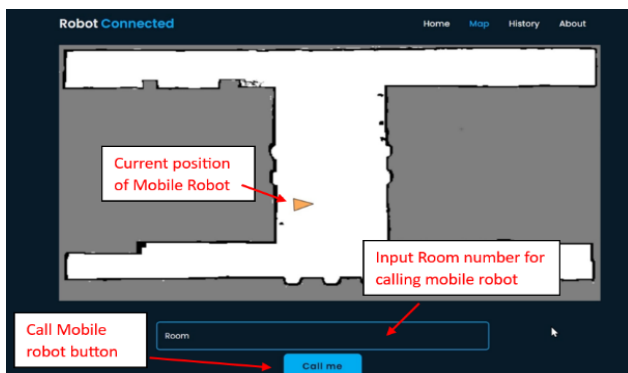 Robot Connected
Home Map History About
Current position
of Mobile Robot
Input Room number for
calling mobile robot
Call Mobile
robot button
Room
Call me